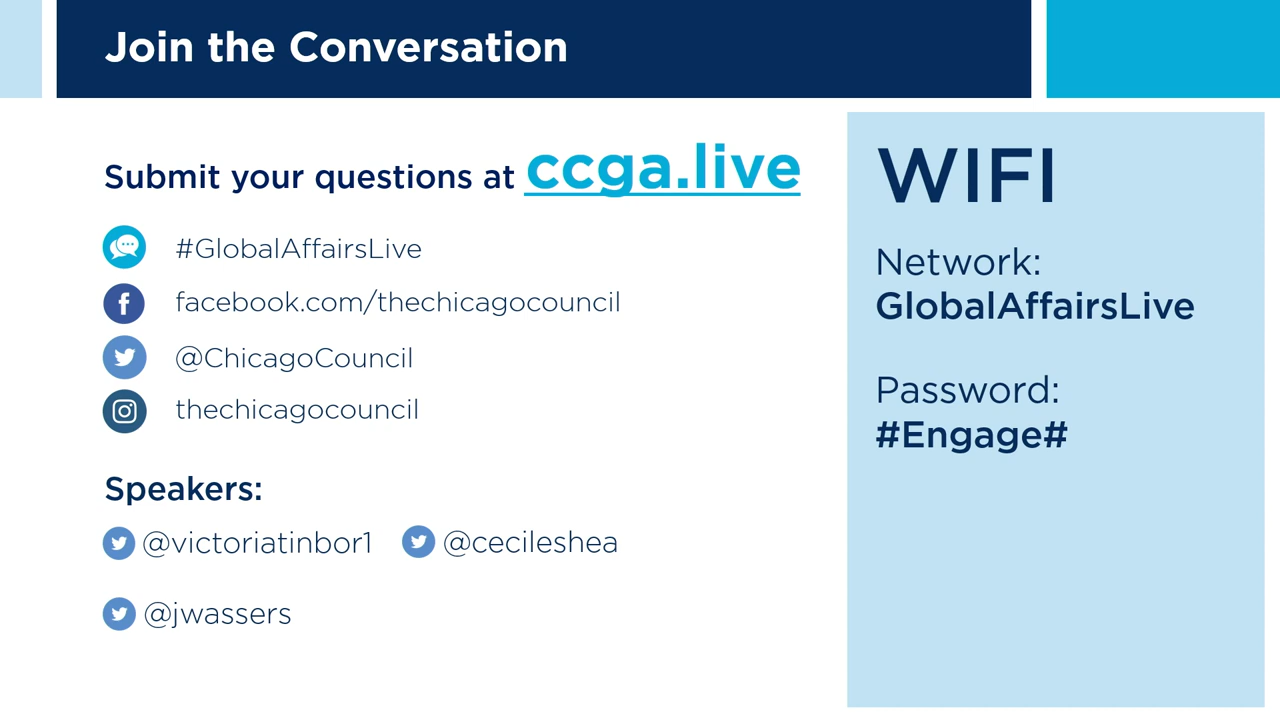 Join the Conversation
Submit your questions at ccga.live
#GlobalAffairsLive
facebook.com/thechicagocouncil
@ChicagoCouncil
thechicagocouncil
Speakers:
@victoriatinbor1 @cecileshea
@jwassers
WIFI
Network:
GlobalAffairsLive
Password:
#Engage#